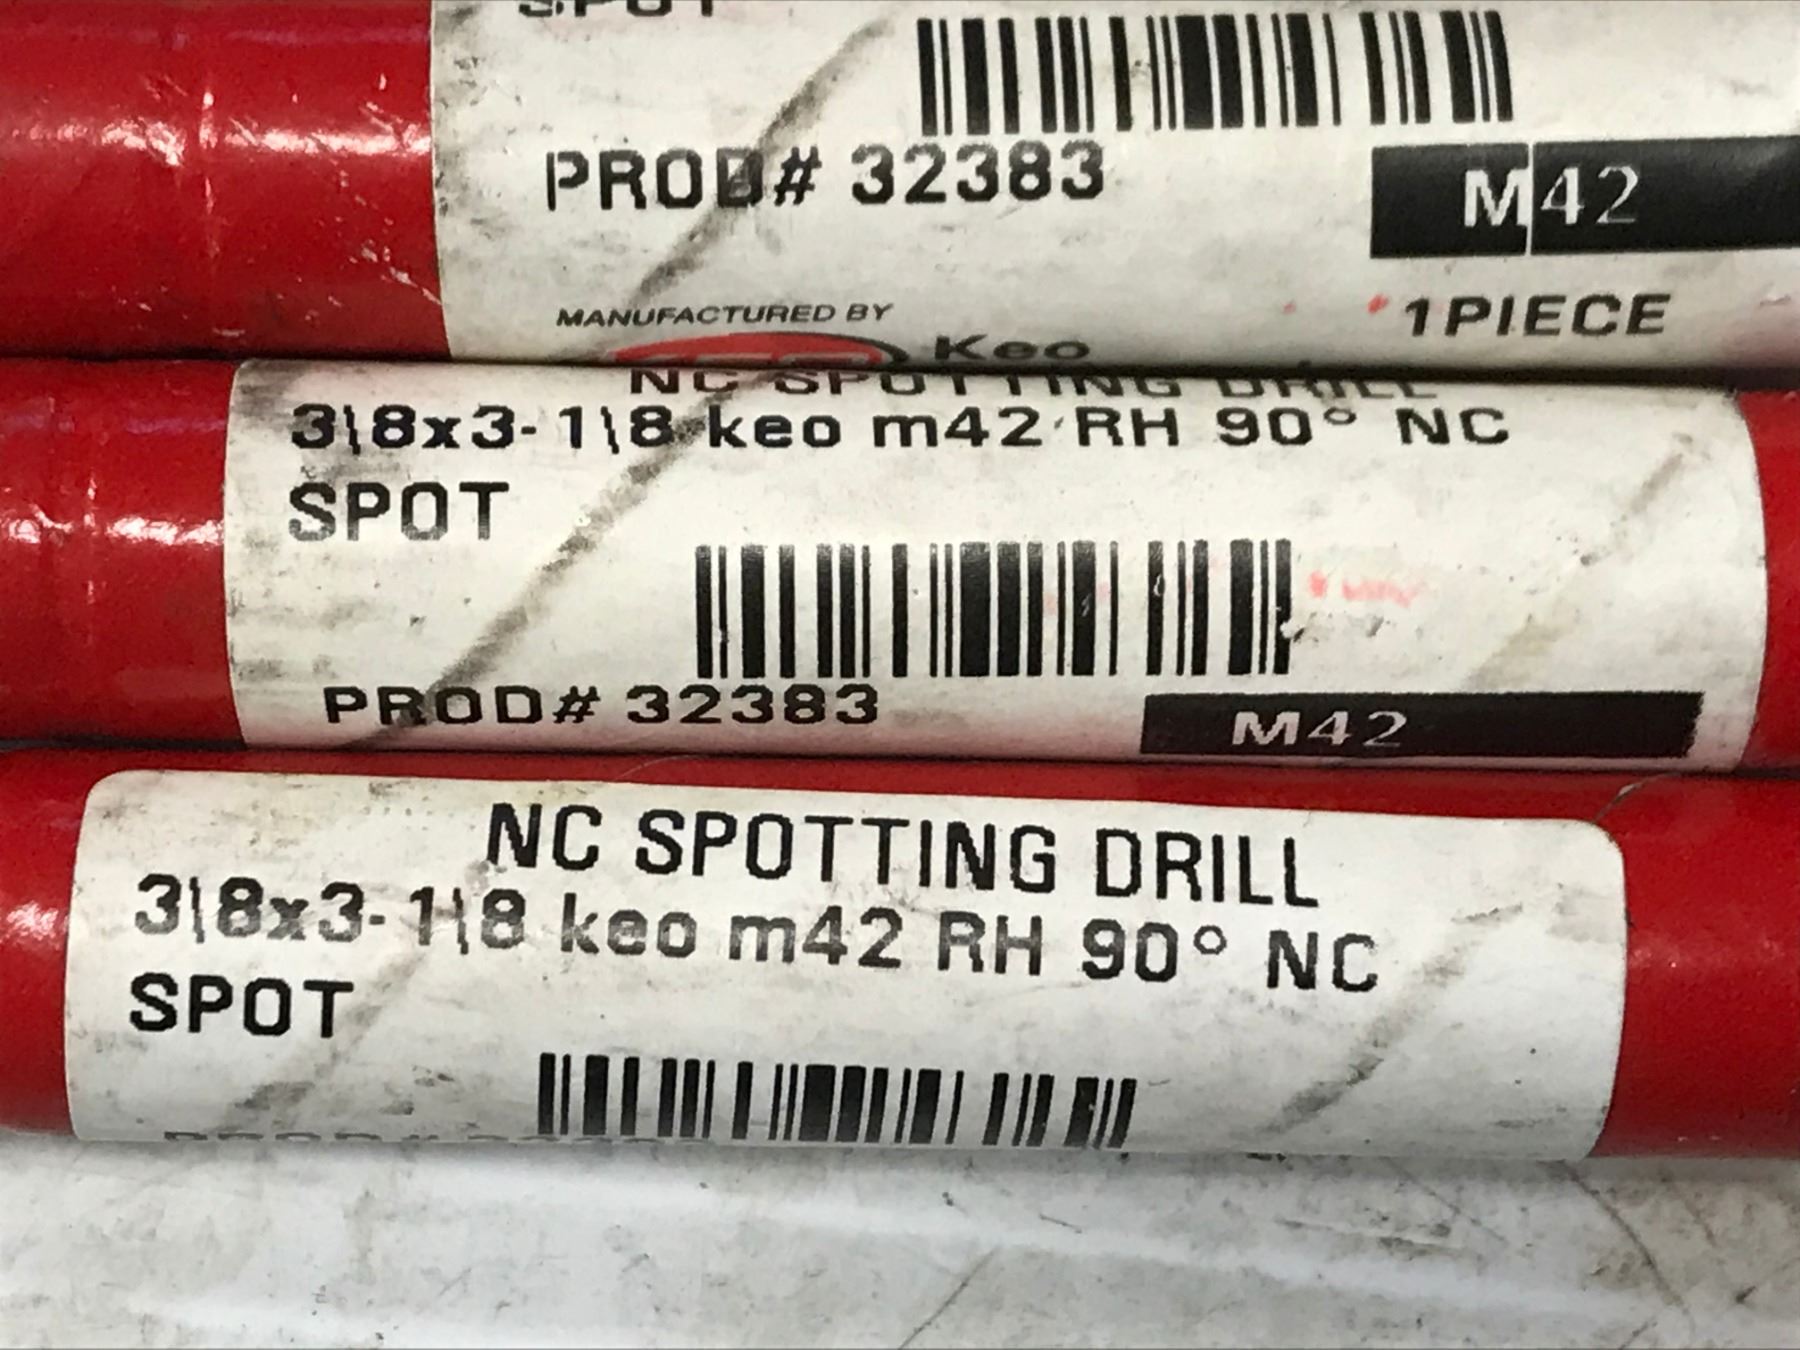 SPOT
PROD# 32383
M42
MANUFACTURED BY
1PIECE
Keo
NC SPOTTING DRILL
3\8x3-1\8 keo m42 RH 90° NC
SPOT
PROD# 32383
M42
NC SPOTTING DRILL
3\8x3-1\8 keo m42 RH 90° NC
SPOT